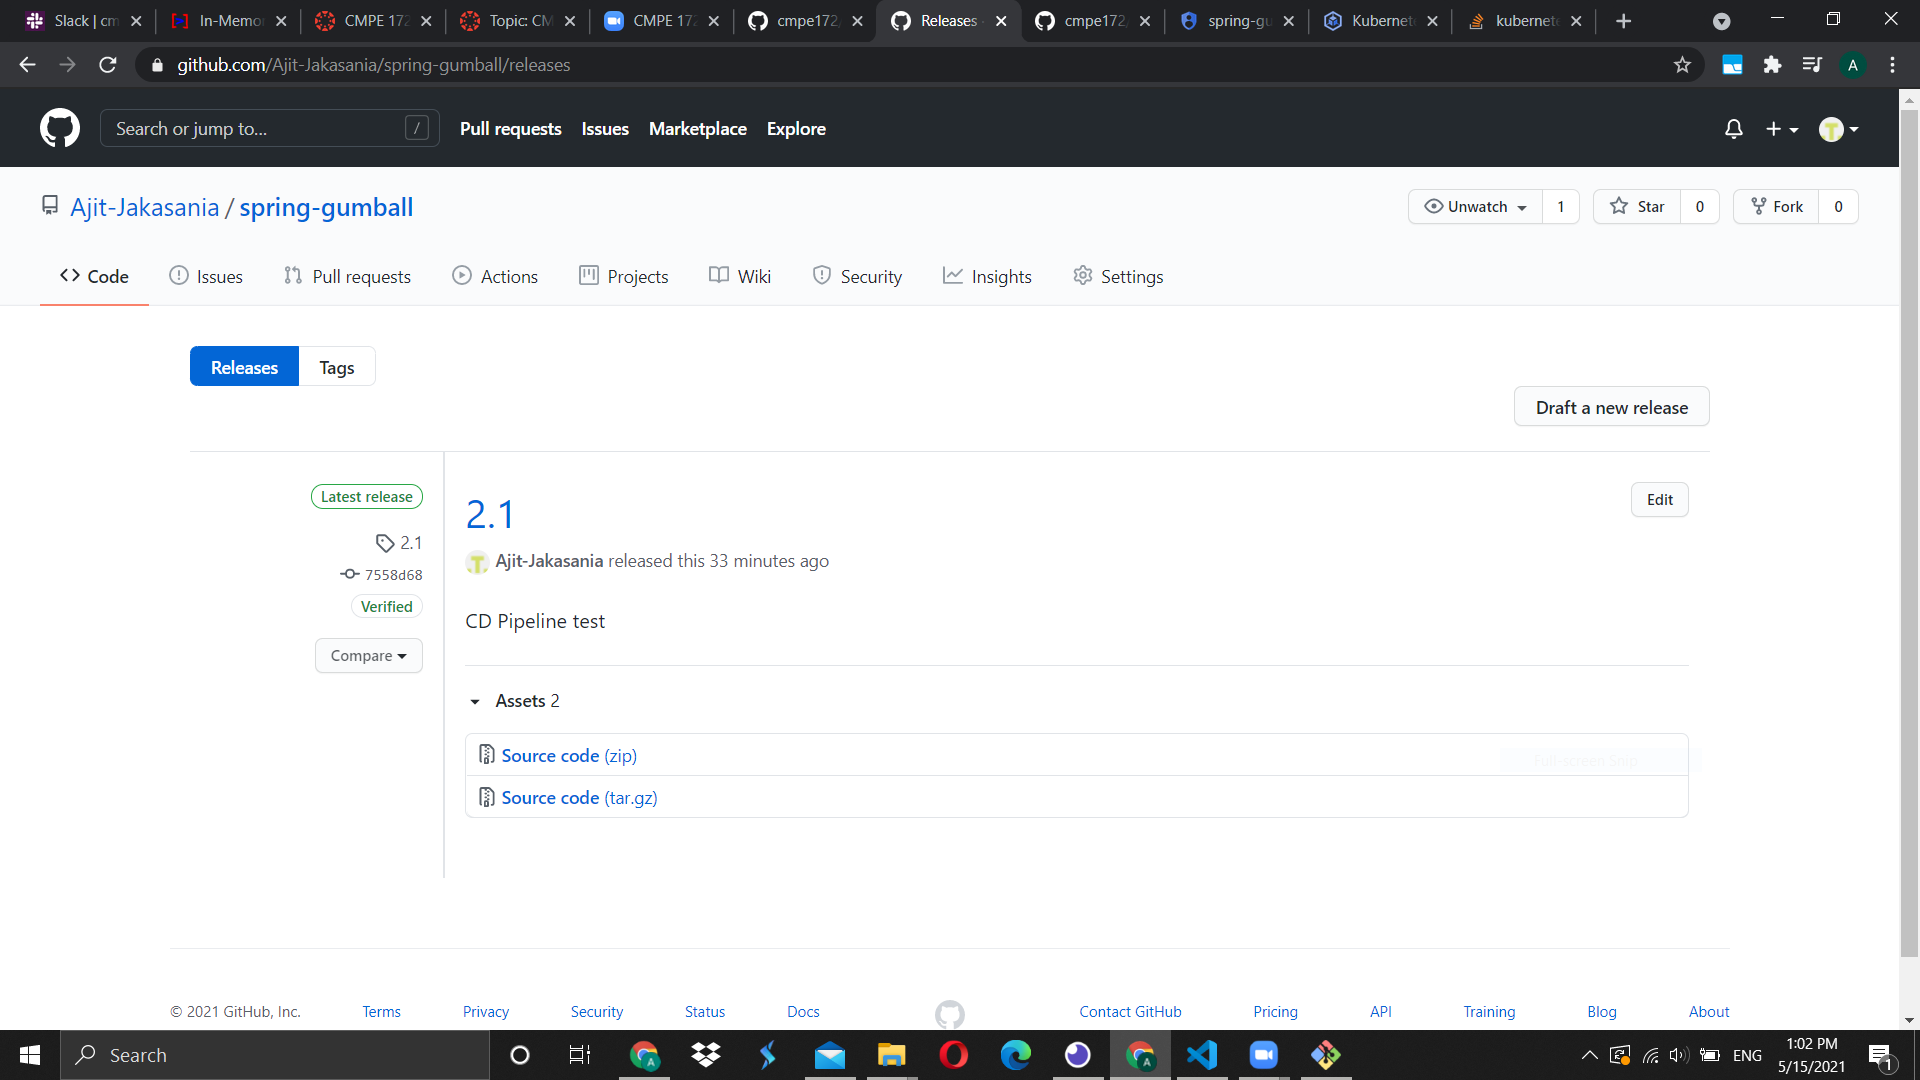 Slack | cm
In-Memo
CMPE 172
Topic: CM
CMPE 172
cmpe172
Releases
cmpe172
spring-gu
Kubernet
kubernete
github.com/Ajit-Jakasania/spring-gumball/releases
A
Search or jump to...
/
Pull requests
Issues
Marketplace
Explore
Ajit-Jakasania / spring-gumball
Unwatch
1
Star
0
Fork
0
Code
Issues
Pull requests
Actions
Projects
Wiki
Security
Insights
Settings
Releases
Tags
Draft a new release
Latest release
2.1
7558d68
Verified
Compare
2.1
Edit
Ajit-Jakasania released this 33 minutes ago
CD Pipeline test
Assets 2
Source code (zip)
Full-screen Snip
Source code (tar.gz)
© 2021 GitHub, Inc.
Terms
Privacy
Security
Status
Docs
Contact GitHub
Pricing
API
Training
Blog
About
Search
ENG
1:02 PM
5/15/2021
1